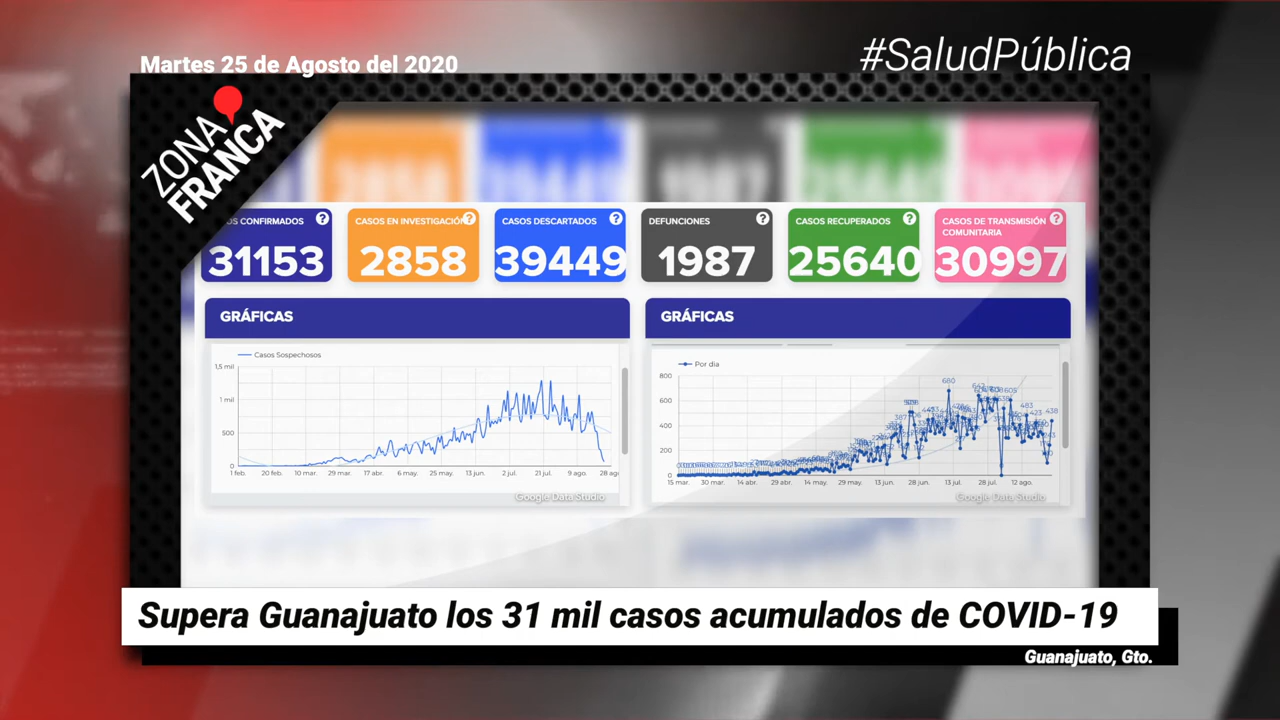 Martes 25 de Agosto del 2020
#SaludPública
ZONA
FRANCA
OS CONFIRMADOS
31153
CASOS EN INVESTIGACIÓN
2858
CASOS DESCARTADOS
39449
DEFUNCIONES
1987
CASOS RECUPERADOS
25640
CASOS DE TRANSMISIÓN
COMUNITARIA
30997
GRÁFICAS
Casos Sospechosos
1,5 mil
1 mil
500
0
1 feb. 20 feb. 10 mar. 29 mar. 17 abr. 6 may. 25 may. 13 jun. 2 jul. 21 jul. 9 ago. 28 ago
Google Data Studio
GRÁFICAS
Por día
800
600
400
200
0
680
483
423
438
15 mar. 30 mar. 14 abr. 29 abr. 14 may. 29 may. 13 jun. 28 jun. 13 jul. 28 jul. 12 ago.
Google Data Studio
Supera Guanajuato los 31 mil casos acumulados de COVID-19
Guanajuato, Gto.